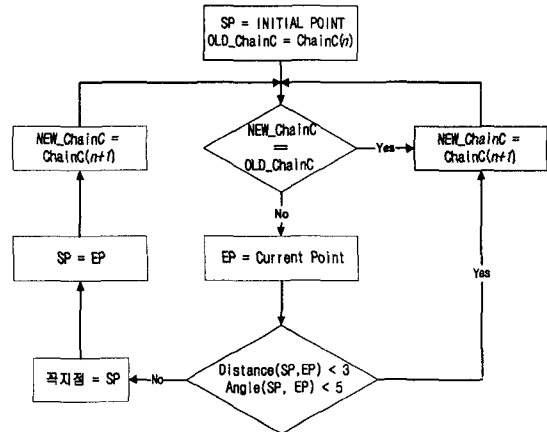 SP = INITIAL POINT
OLD_ChainC = ChainC(n)
NEW_ChainC
=
OLD_ChainC
Yes
NEW_ChainC =
ChainC(n+1)
NEW_ChainC =
ChainC(n+1)
No
SP = EP
EP = Current Point
Yes
꼭지점 = SP
No
Distance(SP,EP) < 3
Angle(SP, EP) < 5